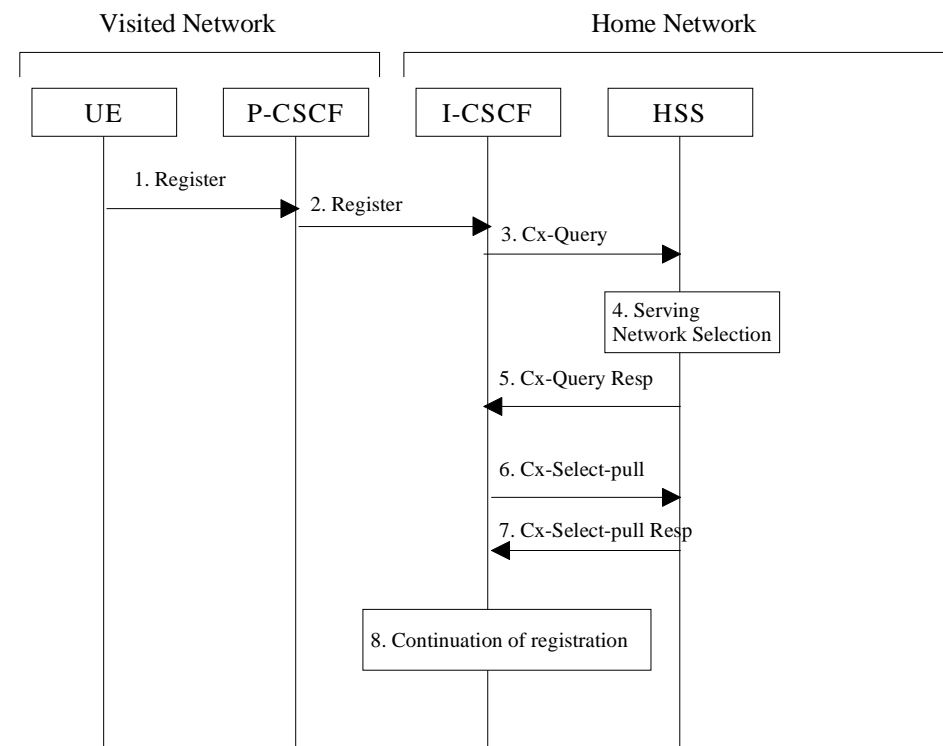 Visited Network
Home Network
UE
P-CSCF
I-CSCF
HSS
1. Register
2. Register
3. Cx-Query
4. Serving
Network Selection
5. Cx-Query Resp
6. Cx-Select-pull
7. Cx-Select-pull Resp
8. Continuation of registration